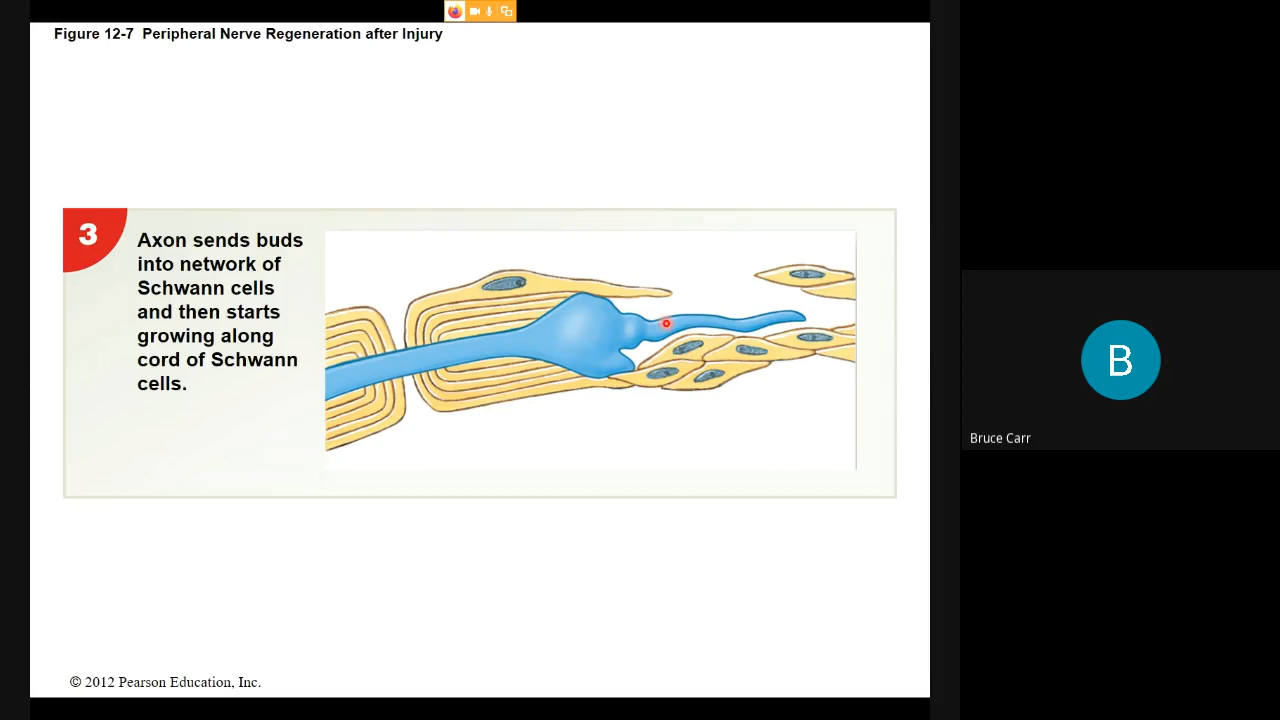 Figure 12-7 Peripheral Nerve Regeneration after Injury
3
Axon sends buds
into network of
Schwann cells
and then starts
growing along
cord of Schwann
cells.
B
Bruce Carr
© 2012 Pearson Education, Inc.